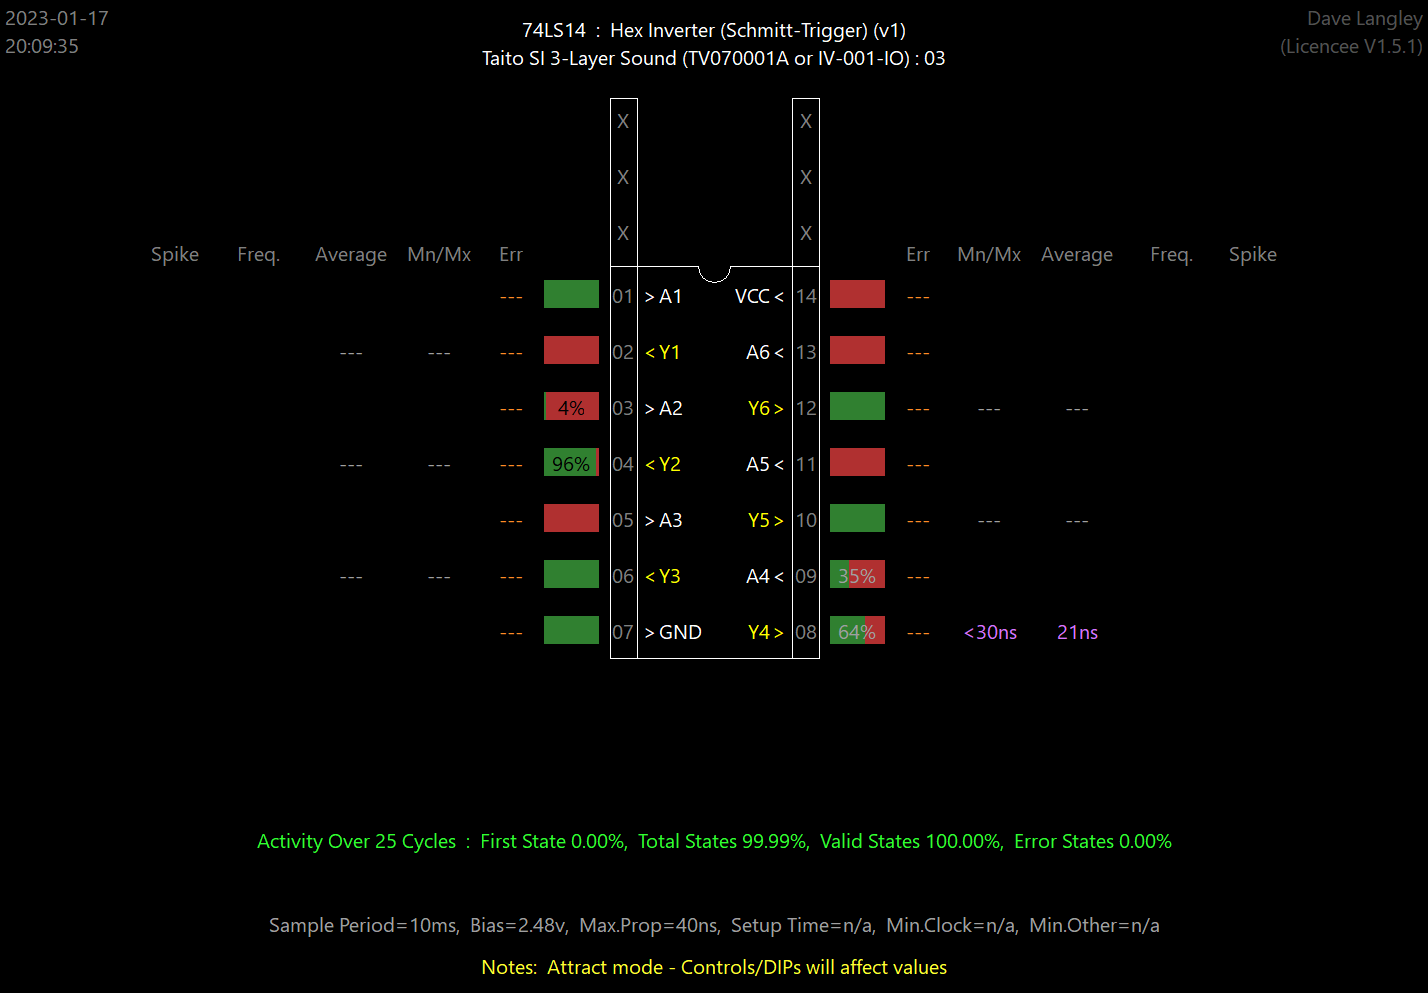 2023-01-17
20:09:35
74LS14 : Hex Inverter (Schmitt-Trigger) (v1)
Taito SI 3-Layer Sound (TV070001A or IV-001-IO) : 03
Dave Langley
(Licencee V1.5.1)
X X
X X
X X
Spike Freq. Average Mn/Mx Err Err Mn/Mx Average Freq. Spike
--- 01 > A1 VCC < 14 ---
--- --- --- 02 < Y1 A6 < 13 ---
--- 4% 03 > A2 Y6 > 12 --- --- ---
--- --- --- 96% 04 < Y2 A5 < 11 ---
--- 05 > A3 Y5 > 10 --- --- ---
--- --- --- 06 < Y3 A4 < 09 35% ---
--- 07 > GND Y4 > 08 64% --- <30ns 21ns
Activity Over 25 Cycles : First State 0.00%, Total States 99.99%, Valid States 100.00%, Error States 0.00%
Sample Period=10ms, Bias=2.48v, Max.Prop=40ns, Setup Time=n/a, Min.Clock=n/a, Min.Other=n/a
Notes: Attract mode - Controls/DIPs will affect values